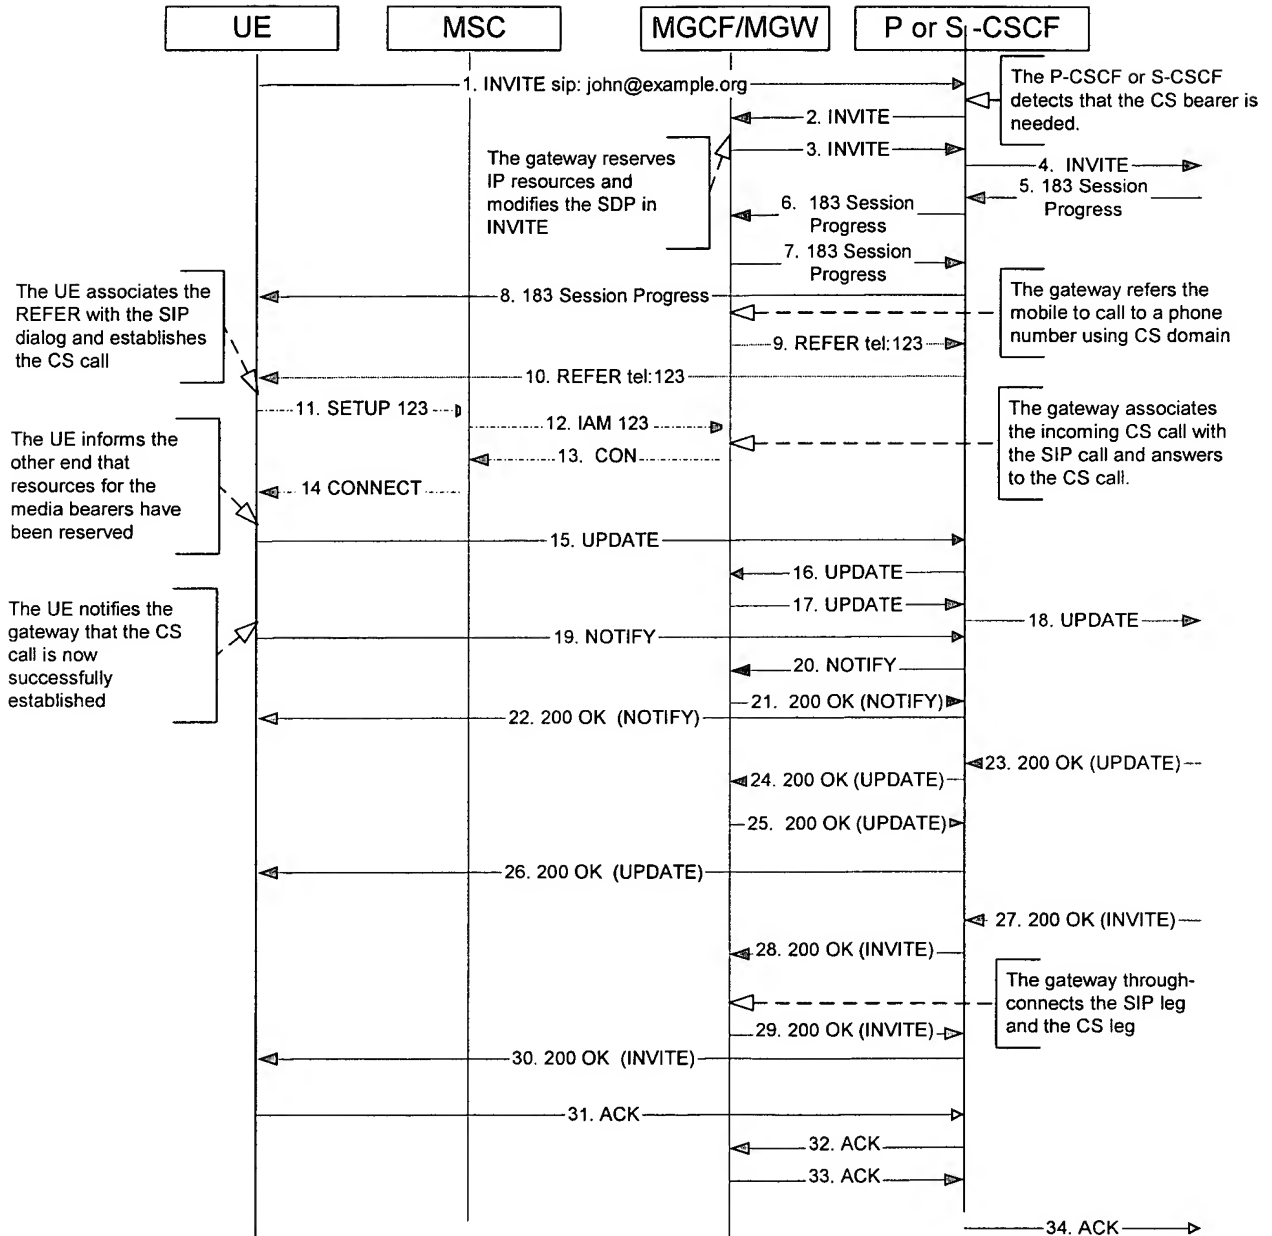 UE
MSC
MGCF/MGW
P or S -CSCF
1. INVITE sip: john@example.org
The P-CSCF or S-CSCF
detects that the CS bearer is
needed.
2. INVITE
3. INVITE
The gateway reserves
IP resources and
modifies the SDP in
INVITE
4. INVITE
5. 183 Session
Progress
6. 183 Session
Progress
7. 183 Session
Progress
8. 183 Session Progress
The UE associates the
REFER with the SIP
dialog and establishes
the CS call
The gateway refers the
mobile to call to a phone
number using CS domain
9. REFER tel:123
10. REFER tel:123
11. SETUP 123
12. IAM 123
The gateway associates
the incoming CS call with
the SIP call and answers
to the CS call.
13. CON
The UE informs the
other end that
resources for the
media bearers have
been reserved
14 CONNECT
15. UPDATE
16. UPDATE
17. UPDATE
18. UPDATE
The UE notifies the
gateway that the CS
call is now
successfully
established
19. NOTIFY
20. NOTIFY
21. 200 OK (NOTIFY)
22. 200 OK (NOTIFY)
23. 200 OK (UPDATE)
24. 200 OK (UPDATE)
25. 200 OK (UPDATE)
26. 200 OK (UPDATE)
27. 200 OK (INVITE)
28. 200 OK (INVITE)
The gateway through-
connects the SIP leg
and the CS leg
29. 200 OK (INVITE)
30. 200 OK (INVITE)
31. ACK
32. ACK
33. ACK
34. ACK